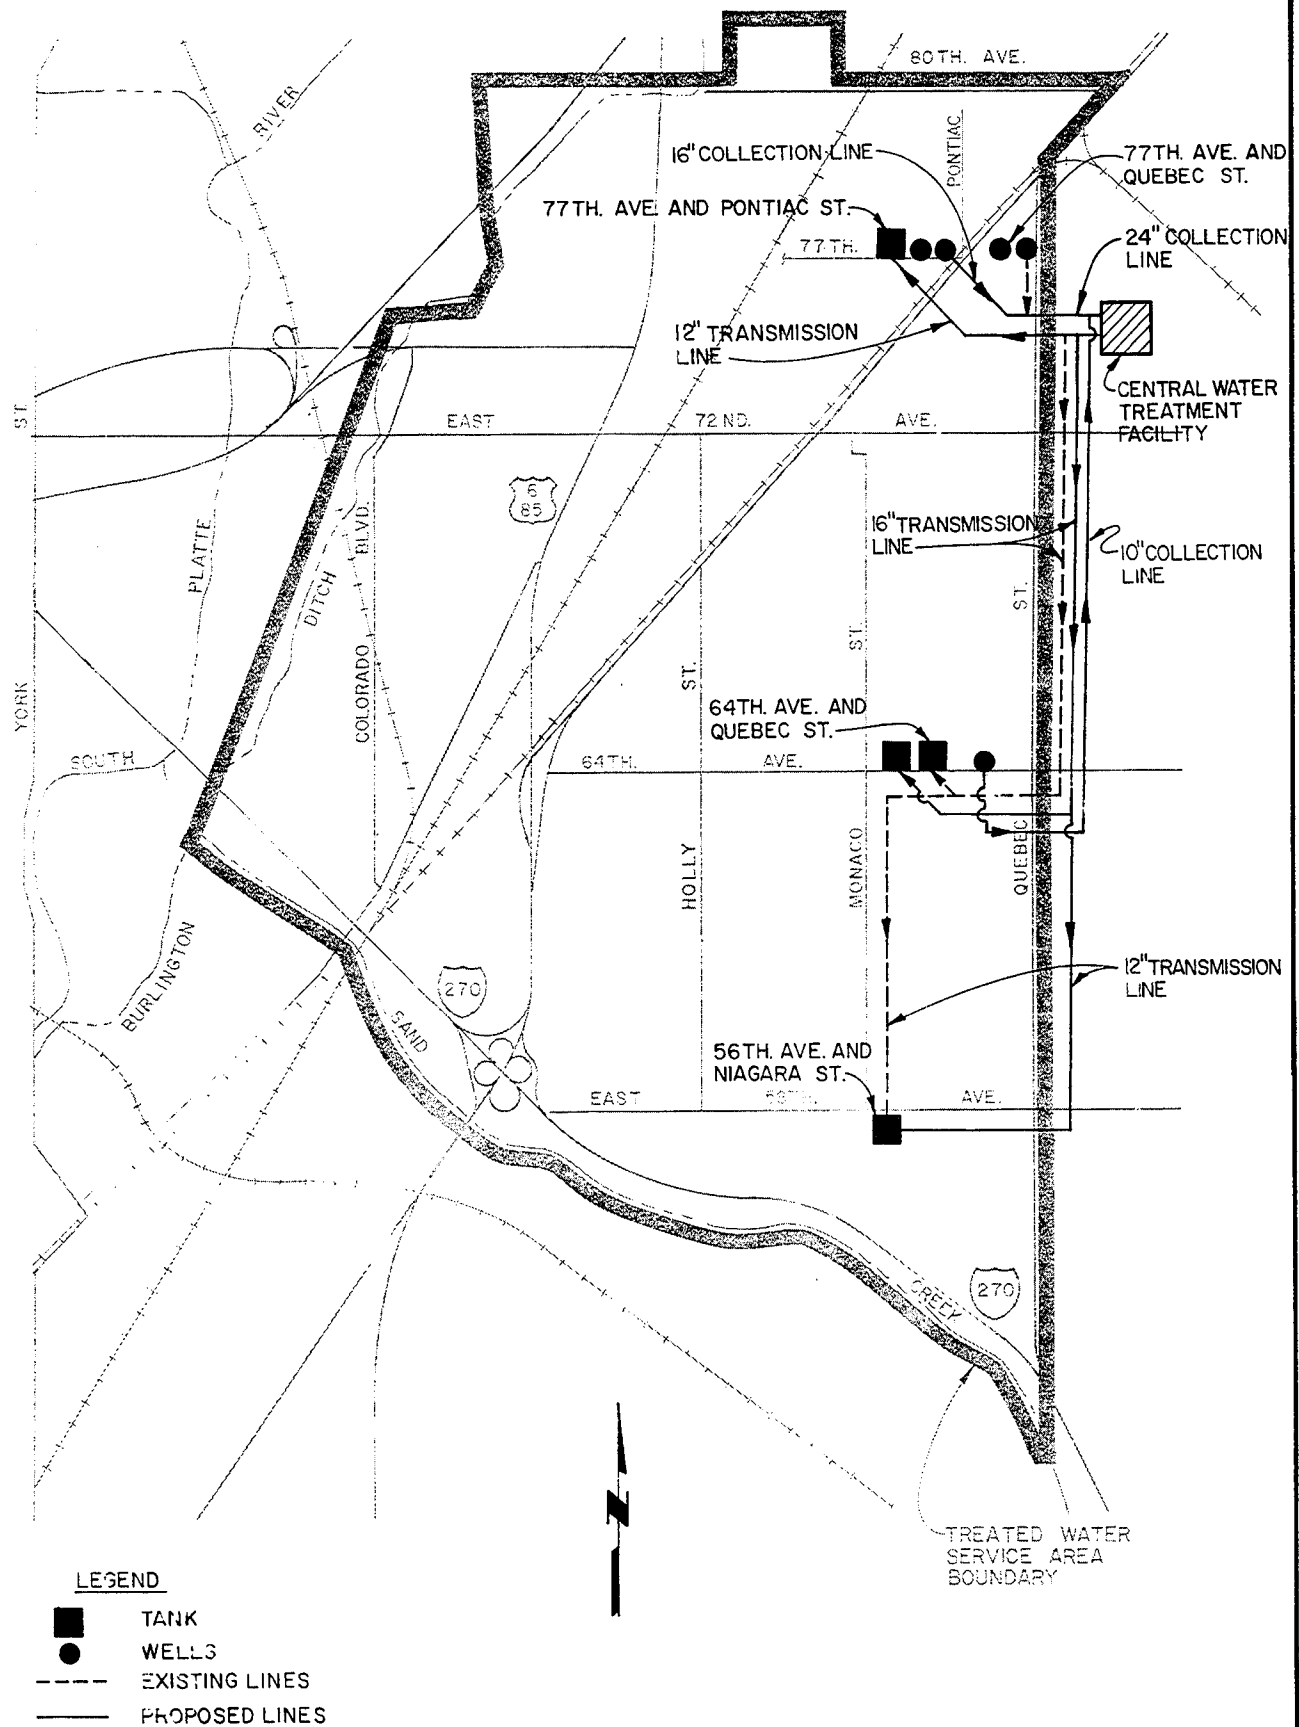 80TH. AVE.
RIVER
16" COLLECTION LINE
PONTIAC
77TH. AVE. AND
QUEBEC ST.
77TH. AVE. AND PONTIAC ST.
77TH.
24" COLLECTION
LINE
12" TRANSMISSION
LINE
CENTRAL WATER
TREATMENT
FACILITY
ST.
EAST 72 ND. AVE.
6
85
BLVD.
PLATTE
DITCH
16" TRANSMISSION
LINE
10" COLLECTION
LINE
ST.
ST.
ST.
COLORADO
YORK
64TH. AVE. AND
QUEBEC ST.
SOUTH
64TH. AVE.
HOLLY
MONACO
QUEBEC
BURLINGTON
270
SAND
12" TRANSMISSION
LINE
56TH. AVE. AND
NIAGARA ST.
EAST AVE.
CREEK
270
N
TREATED WATER
SERVICE AREA
BOUNDARY
LEGEND
TANK
WELLS
EXISTING LINES
PROPOSED LINES